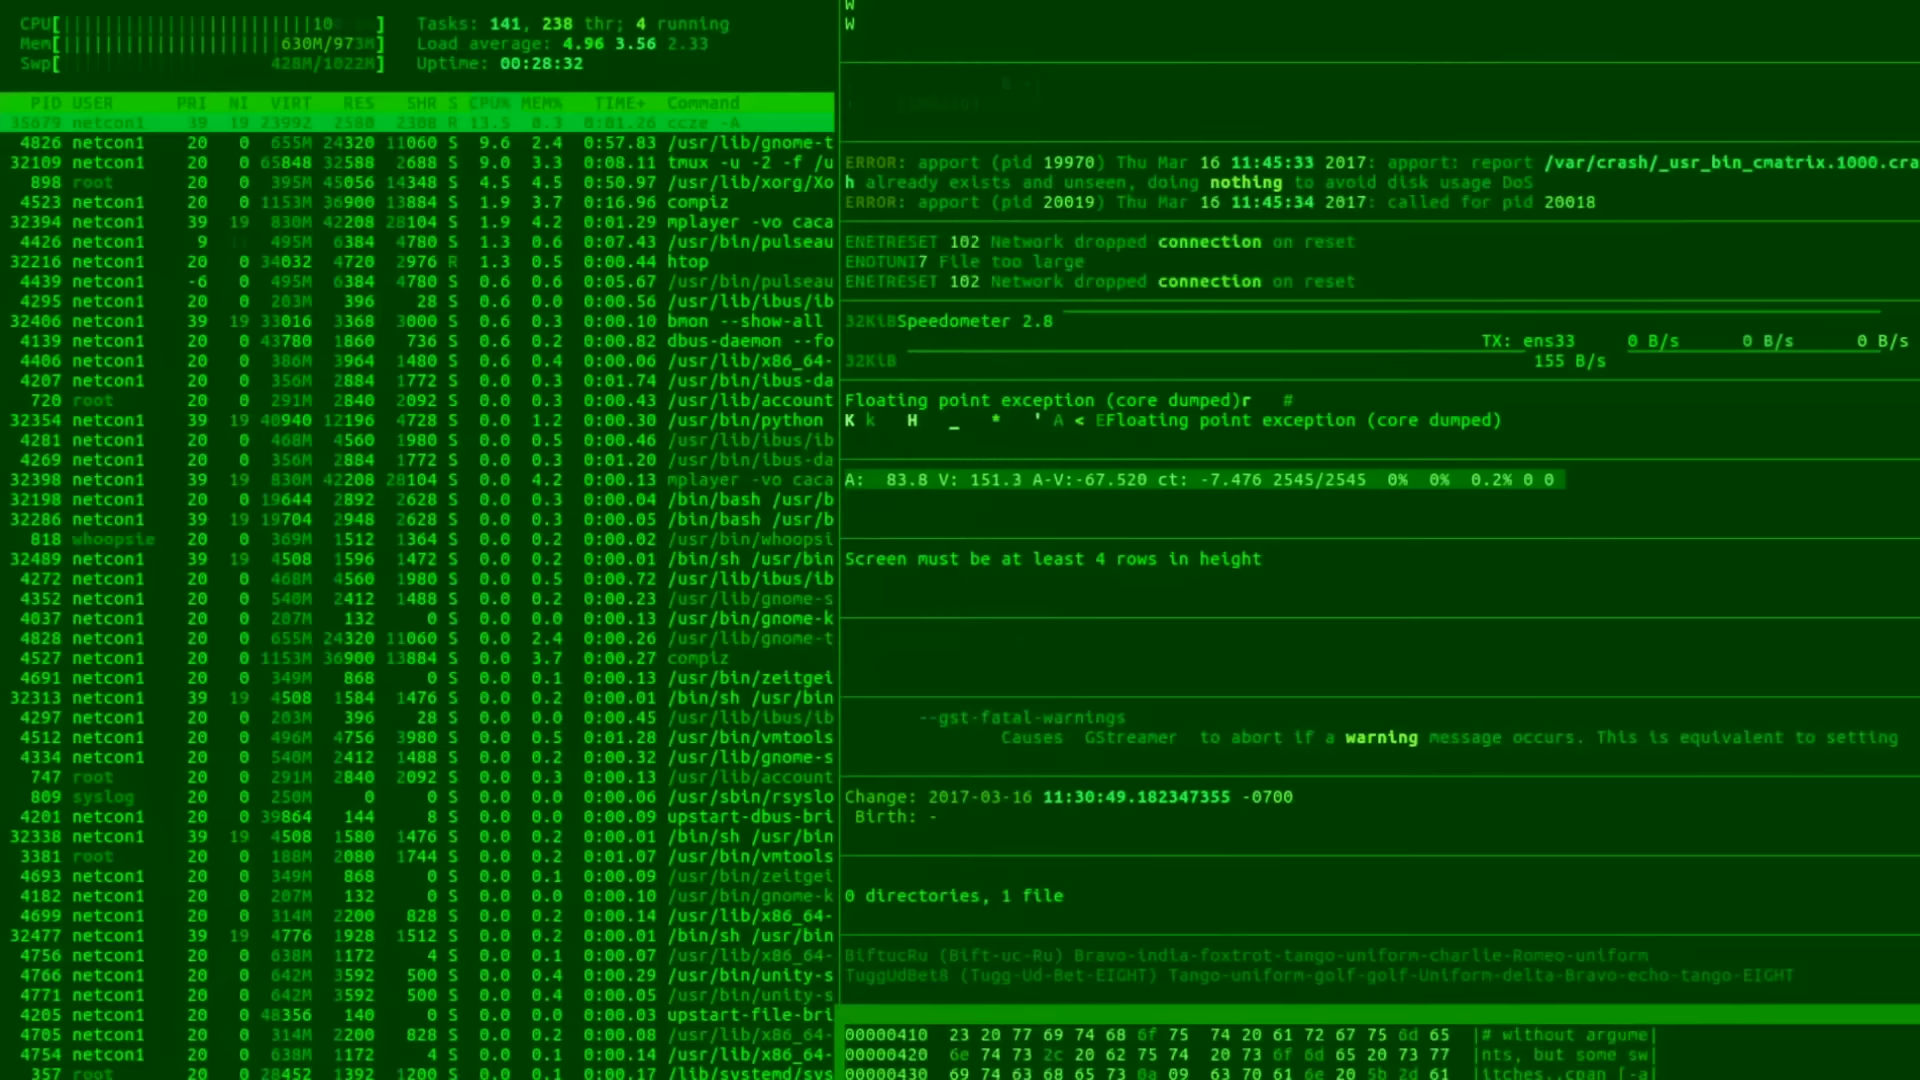 CPU[ 10 ]
Mem[ 630M/973M]
Swp[ 428M/1022M]
Tasks: 141, 238 thr; 4 running
Load average: 4.96 3.56 2.33
Uptime: 00:28:32
PID USER PRI NI VIRT RES SHR S CPU% MEM% TIME+ Command
35679 netcon1 39 19 23992 2580 2308 R 13.5 0.3 0:01.26 ccze -A
4826 netcon1 20 0 655M 24320 11060 S 9.6 2.4 0:57.83 /usr/lib/gnome-t
32109 netcon1 20 0 65848 32588 2688 S 9.0 3.3 0:08.11 tmux -u -2 -f /u
898 root 20 0 395M 45056 14348 S 4.5 4.5 0:50.97 /usr/lib/xorg/Xo
4523 netcon1 20 0 1153M 36900 13884 S 1.9 3.7 0:16.96 compiz
32394 netcon1 39 19 830M 42208 28104 S 1.9 4.2 0:01.29 mplayer -vo caca
4426 netcon1 9 495M 6384 4780 S 1.3 0.6 0:07.43 /usr/bin/pulseau
32216 netcon1 20 0 34032 4720 2976 R 1.3 0.5 0:00.44 htop
4439 netcon1 -6 0 495M 6384 4780 S 0.6 0.6 0:05.67 /usr/bin/pulseau
4295 netcon1 20 0 203M 396 28 S 0.6 0.0 0:00.56 /usr/lib/ibus/ib
32406 netcon1 39 19 33016 3368 3000 S 0.6 0.3 0:00.10 bmon --show-all
4139 netcon1 20 0 43780 1860 736 S 0.6 0.2 0:00.82 dbus-daemon --fo
4406 netcon1 20 0 386M 3964 1480 S 0.6 0.4 0:00.06 /usr/lib/x86_64-
4207 netcon1 20 0 356M 2884 1772 S 0.0 0.3 0:01.74 /usr/bin/ibus-da
720 root 20 0 291M 2840 2092 S 0.0 0.3 0:00.43 /usr/lib/account
32354 netcon1 39 19 40940 12196 4728 S 0.0 1.2 0:00.30 /usr/bin/python
4281 netcon1 20 0 468M 4560 1980 S 0.0 0.5 0:00.46 /usr/lib/ibus/ib
4269 netcon1 20 0 356M 2884 1772 S 0.0 0.3 0:01.20 /usr/bin/ibus-da
32398 netcon1 39 19 830M 42208 28104 S 0.0 4.2 0:00.13 mplayer -vo caca
32198 netcon1 20 0 19644 2892 2628 S 0.0 0.3 0:00.04 /bin/bash /usr/b
32286 netcon1 39 19 19704 2948 2628 S 0.0 0.3 0:00.05 /bin/bash /usr/b
818 whoopsie 20 0 369M 1512 1364 S 0.0 0.2 0:00.02 /usr/bin/whoopsi
32489 netcon1 39 19 4508 1596 1472 S 0.0 0.2 0:00.01 /bin/sh /usr/bin
4272 netcon1 20 0 468M 4560 1980 S 0.0 0.5 0:00.72 /usr/lib/ibus/ib
4352 netcon1 20 0 540M 2412 1488 S 0.0 0.2 0:00.23 /usr/lib/gnome-s
4037 netcon1 20 0 207M 132 0 S 0.0 0.0 0:00.13 /usr/bin/gnome-k
4828 netcon1 20 0 655M 24320 11060 S 0.0 2.4 0:00.26 /usr/lib/gnome-t
4527 netcon1 20 0 1153M 36900 13884 S 0.0 3.7 0:00.27 compiz
4691 netcon1 20 0 349M 868 0 S 0.0 0.1 0:00.13 /usr/bin/zeitgei
32313 netcon1 39 19 4508 1584 1476 S 0.0 0.2 0:00.01 /bin/sh /usr/bin
4297 netcon1 20 0 203M 396 28 S 0.0 0.0 0:00.45 /usr/lib/ibus/ib
4512 netcon1 20 0 496M 4756 3980 S 0.0 0.5 0:01.28 /usr/bin/vmtools
4334 netcon1 20 0 540M 2412 1488 S 0.0 0.2 0:00.32 /usr/lib/gnome-s
747 root 20 0 291M 2840 2092 S 0.0 0.3 0:00.13 /usr/lib/account
809 syslog 20 0 250M 0 0 S 0.0 0.0 0:00.06 /usr/sbin/rsyslo
4201 netcon1 20 0 39864 144 8 S 0.0 0.0 0:00.09 upstart-dbus-bri
32338 netcon1 39 19 4508 1580 1476 S 0.0 0.2 0:00.01 /bin/sh /usr/bin
3381 root 20 0 188M 2080 1744 S 0.0 0.2 0:01.07 /usr/bin/vmtools
4693 netcon1 20 0 349M 868 0 S 0.0 0.1 0:00.09 /usr/bin/zeitgei
4182 netcon1 20 0 207M 132 0 S 0.0 0.0 0:00.10 /usr/bin/gnome-k
4699 netcon1 20 0 314M 2200 828 S 0.0 0.2 0:00.14 /usr/lib/x86_64-
32477 netcon1 39 19 4776 1928 1512 S 0.0 0.2 0:00.01 /bin/sh /usr/bin
4756 netcon1 20 0 638M 1172 4 S 0.0 0.1 0:00.07 /usr/lib/x86_64-
4766 netcon1 20 0 642M 3592 500 S 0.0 0.4 0:00.29 /usr/bin/unity-s
4771 netcon1 20 0 642M 3592 500 S 0.0 0.4 0:00.05 /usr/bin/unity-s
4205 netcon1 20 0 48356 140 0 S 0.0 0.0 0:00.03 upstart-file-bri
4705 netcon1 20 0 314M 2200 828 S 0.0 0.2 0:00.08 /usr/lib/x86_64-
4754 netcon1 20 0 638M 1172 4 S 0.0 0.1 0:00.14 /usr/lib/x86_64-
357 root 20 0 28452 1392 1200 S 0.0 0.1 0:00.17 /lib/systemd/sys
W
W
ERROR: apport (pid 19970) Thu Mar 16 11:45:33 2017: apport: report /var/crash/_usr_bin_cmatrix.1000.cra
h already exists and unseen, doing nothing to avoid disk usage DoS
ERROR: apport (pid 20019) Thu Mar 16 11:45:34 2017: called for pid 20018
ENETRESET 102 Network dropped connection on reset
ENDTUNI7 File too large
ENETRESET 102 Network dropped connection on reset
32KiBSpeedometer 2.8
TX: ens33 0 B/s 0 B/s 0 B/s
32KiB 155 B/s
Floating point exception (core dumped)r #
K k H _ * ' A < EFloating point exception (core dumped)
A: 83.8 V: 151.3 A-V:-67.520 ct: -7.476 2545/2545 0% 0% 0.2% 0 0
Screen must be at least 4 rows in height
--gst-fatal-warnings
Causes GStreamer to abort if a warning message occurs. This is equivalent to setting
Change: 2017-03-16 11:30:49.182347355 -0700
Birth: -
0 directories, 1 file
BiftucRu (Bift-uc-Ru) Bravo-india-foxtrot-tango-uniform-charlie-Romeo-uniform
TuggUdBet8 (Tugg-Ud-Bet-EIGHT) Tango-uniform-golf-golf-Uniform-delta-Bravo-echo-tango-EIGHT
00000410 23 20 77 69 74 68 6f 75 74 20 61 72 67 75 6d 65 |# without argume|
00000420 6e 74 73 2c 20 62 75 74 20 73 6f 6d 65 20 73 77 |nts, but some sw|
00000430 69 74 63 68 65 73 0a 09 63 70 61 6e 20 5b 2d 61 |itches..cpan [-a|